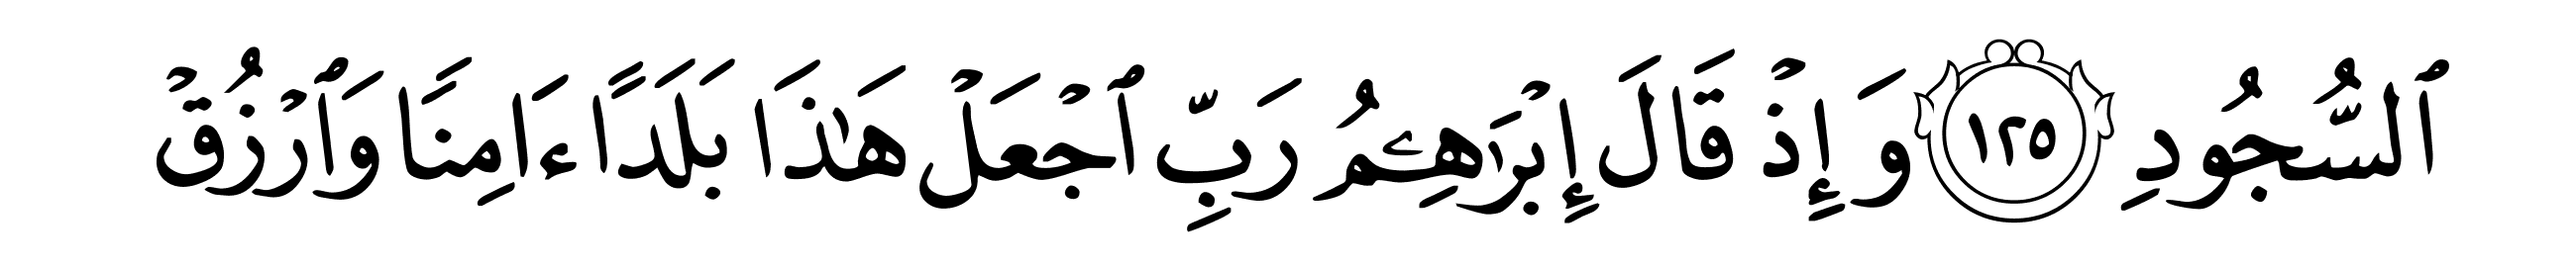 ٱلسُّجُودِ ١٢٥ وَإِذۡ قَالَ إِبۡرَٰهِـۧمُ رَبِّ ٱجۡعَلۡ هَٰذَا بَلَدًا ءَامِنٗا وَٱرۡزُقۡ